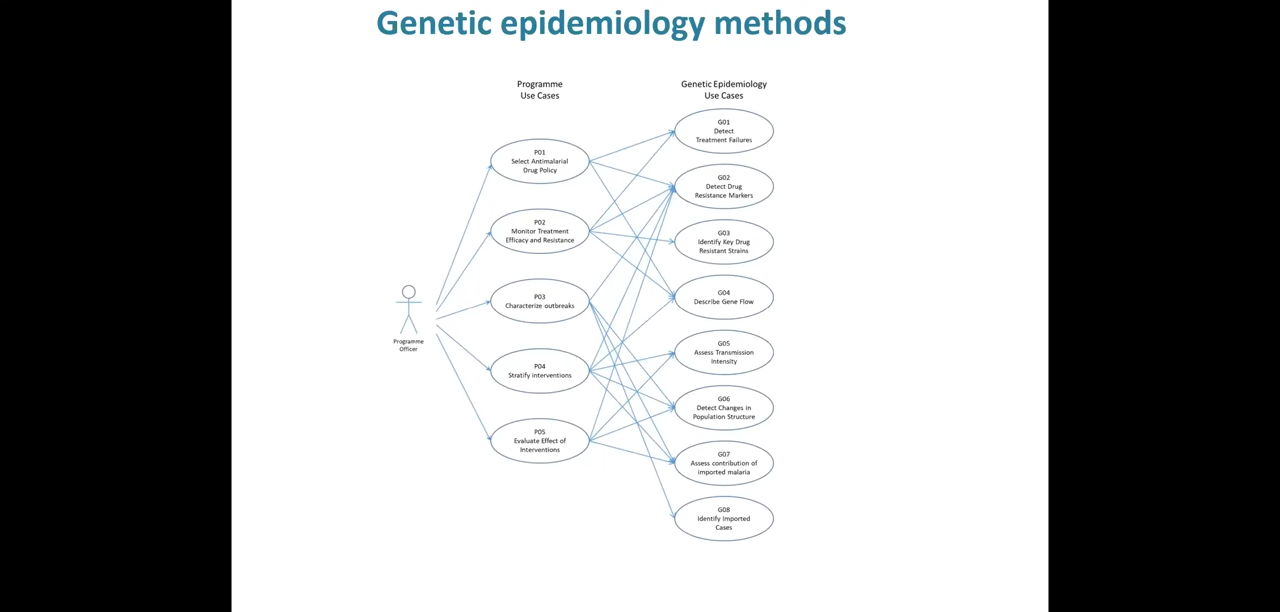 Genetic epidemiology methods
Programme
Use Cases
Genetic Epidemiology
Use Cases
Programme
Officer
P01
Select Antimalarial
Drug Policy
P02
Monitor Treatment
Efficacy and Resistance
P03
Characterize outbreaks
P04
Stratify interventions
P05
Evaluate Effect of
Interventions
G01
Detect
Treatment Failures
G02
Detect Drug
Resistance Markers
G03
Identify Key Drug
Resistant Strains
G04
Describe Gene Flow
G05
Assess Transmission
Intensity
G06
Detect Changes in
Population Structure
G07
Assess contribution of
imported malaria
G08
Identify Imported
Cases